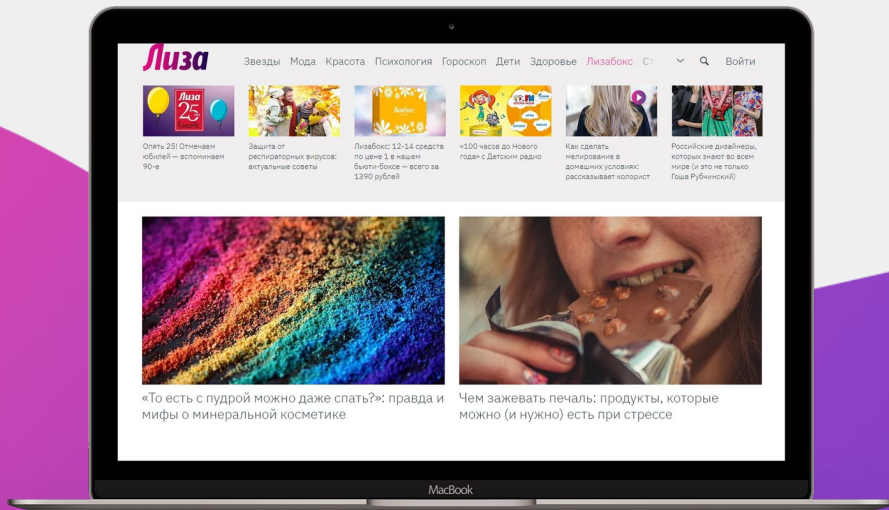 Лиза
Звезды Мода Красота Психология Гороскоп Дети Здоровье Лизабокс Ст Войти
Лиза
25
Опять 25! Отмечаем
юбилей — вспоминаем
90-е
Защита от
респираторных вирусов:
актуальные советы
Лизабокс
Лизабокс: 12-14 средств
по цене 1 в нашем
бьюти-боксе — всего за
1390 рублей
«100 часов до Нового
года» с Детским радио
Как сделать
мелирование в
домашних условиях:
рассказывает колорист
Российские дизайнеры,
которых знают во всем
мире (и это не только
Гоша Рубчинский)
«То есть с пудрой можно даже спать?»: правда и
мифы о минеральной косметике
Чем зажевать печаль: продукты, которые
можно (и нужно) есть при стрессе
MacBook